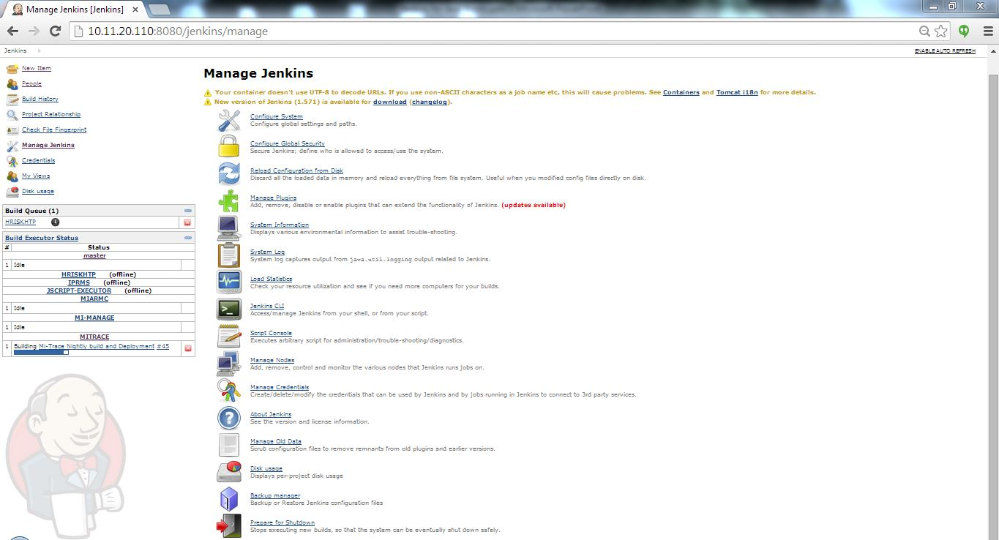 Manage Jenkins [Jenkins]
10.11.20.110:8080/jenkins/manage
Jenkins
ENABLE AUTO REFRESH
New Item
People
Build History
Project Relationship
Check File Fingerprint
Manage Jenkins
Credentials
My Views
Disk usage
Build Queue (1)
HRISKHTP
Build Executor Status
# Status
master
1 Idle
HRISKHTP (offline)
IPRMS (offline)
JSCRIPT-EXECUTOR (offline)
MIARMC
1 Idle
MI-MANAGE
1 Idle
MITRACE
1 Building Mi-Trace Nightly build and Deployment #45
Manage Jenkins
Your container doesn't use UTF-8 to decode URLs. If you use non-ASCII characters as a job name etc, this will cause problems. See Containers and Tomcat i18n for more details.
New version of Jenkins (1.571) is available for download (changelog).
Configure System
Configure global settings and paths.
Configure Global Security
Secure Jenkins; define who is allowed to access/use the system.
Reload Configuration from Disk
Discard all the loaded data in memory and reload everything from file system. Useful when you modified config files directly on disk.
Manage Plugins
Add, remove, disable or enable plugins that can extend the functionality of Jenkins. (updates available)
System Information
Displays various environmental information to assist trouble-shooting.
System Log
System log captures output from java.util.logging output related to Jenkins.
Load Statistics
Check your resource utilization and see if you need more computers for your builds.
Jenkins CLI
Access/manage Jenkins from your shell, or from your script.
Script Console
Executes arbitrary script for administration/trouble-shooting/diagnostics.
Manage Nodes
Add, remove, control and monitor the various nodes that Jenkins runs jobs on.
Manage Credentials
Create/delete/modify the credentials that can be used by Jenkins and by jobs running in Jenkins to connect to 3rd party services.
About Jenkins
See the version and license information.
Manage Old Data
Scrub configuration files to remove remnants from old plugins and earlier versions.
Disk usage
Displays per-project disk usage
Backup manager
Backup or Restore Jenkins configuration files
Prepare for Shutdown
Stops executing new builds, so that the system can be eventually shut down safely.